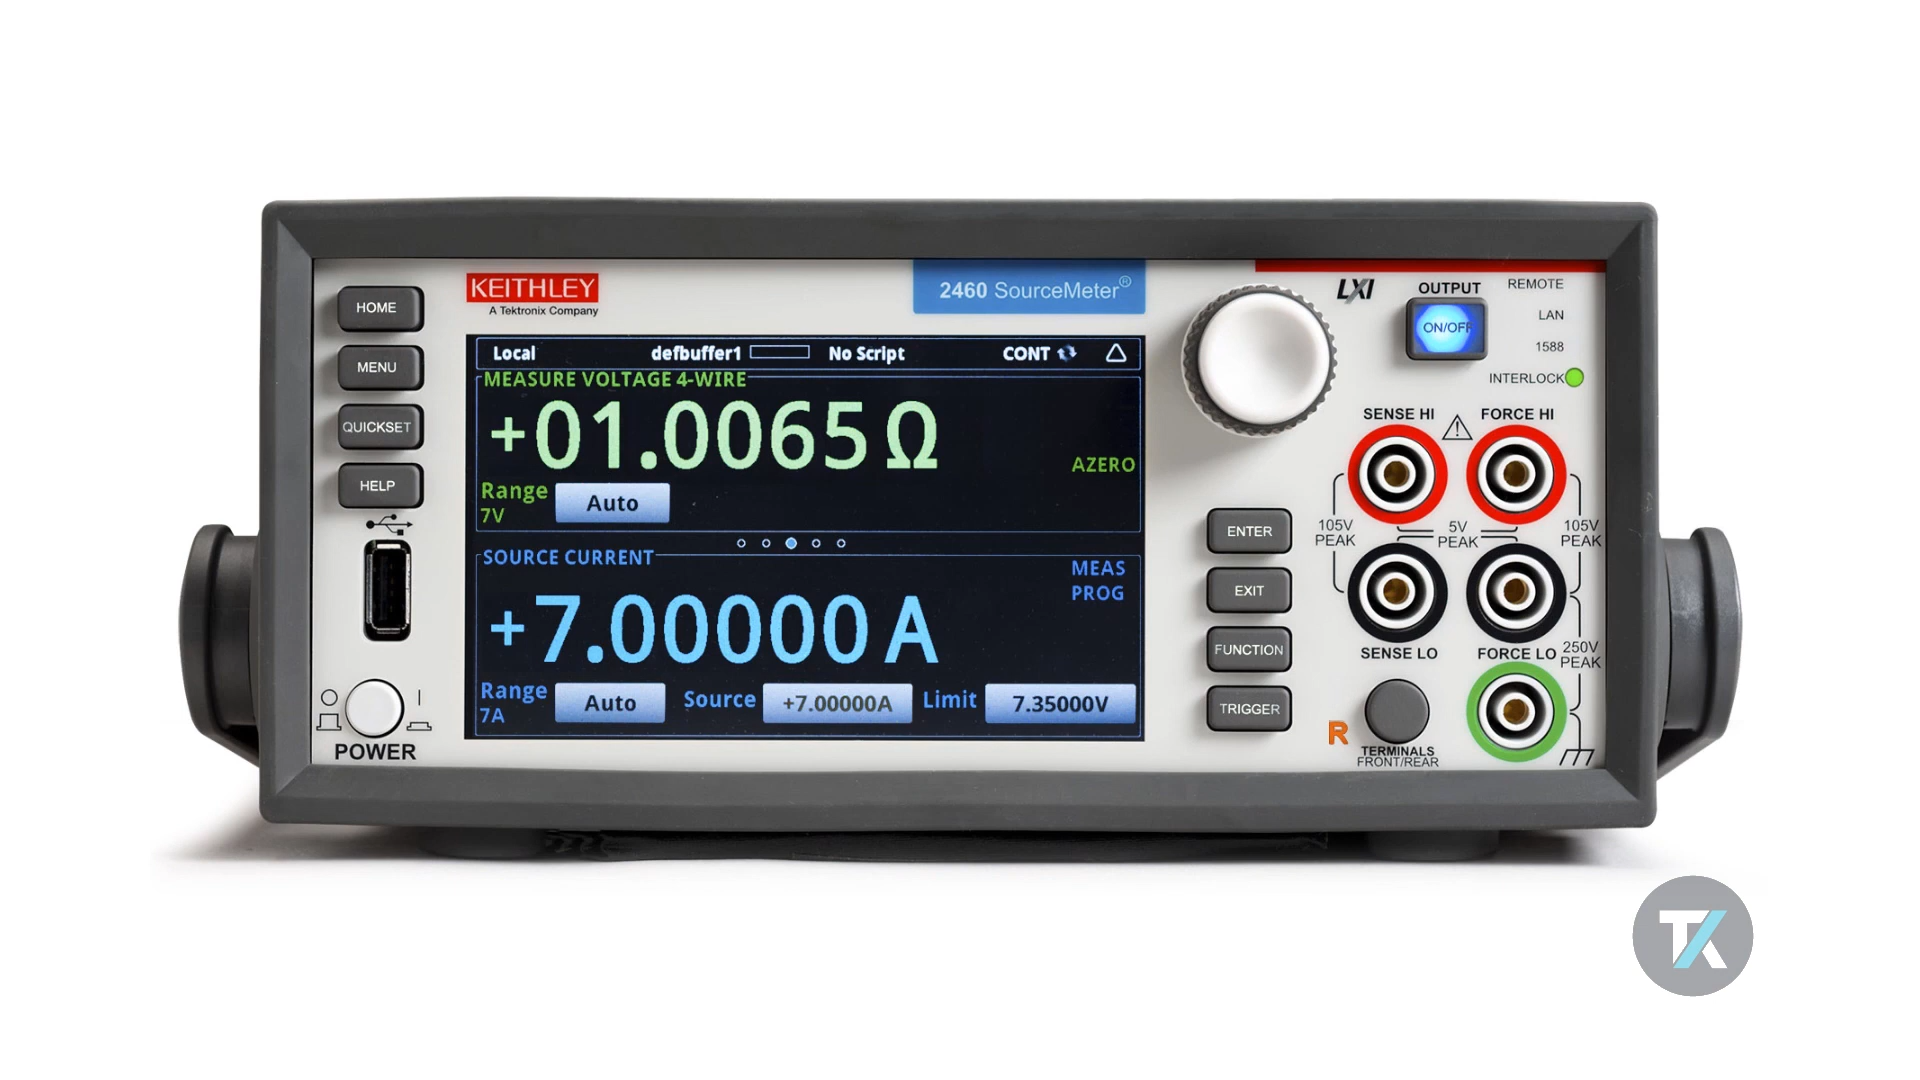 KEITHLEY
A Tektronix Company
2460 SourceMeter®
LXI
OUTPUT
ON/OFF
REMOTE
LAN
1588
INTERLOCK
HOME
MENU
QUICKSET
HELP
POWER
Local
defbuffer1
No Script
CONT
MEASURE VOLTAGE 4-WIRE
+01.0065 Ω
AZERO
Range
7V
Auto
SOURCE CURRENT
MEAS
PROG
+7.00000 A
Range
7A
Auto
Source
+7.00000A
Limit
7.35000V
ENTER
EXIT
FUNCTION
TRIGGER
SENSE HI
FORCE HI
105V
PEAK
5V
PEAK
105V
PEAK
SENSE LO
FORCE LO
250V
PEAK
R
TERMINALS
FRONT/REAR
TK